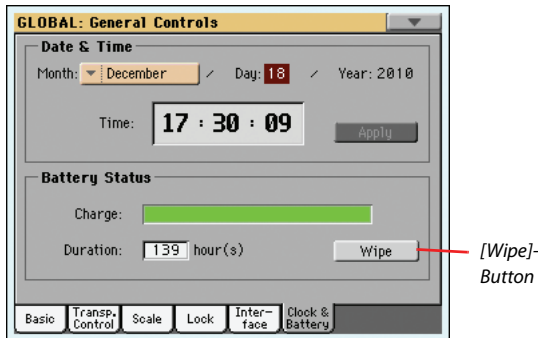 GLOBAL: General Controls
Date & Time
Month: December / Day: 18 / Year: 2010
Time: 17 : 30 : 09 Apply
Battery Status
Charge:
Duration: 139 hour(s) Wipe
[Wipe]-
Button
Basic Transp. Control Scale Lock Inter- face Clock & Battery